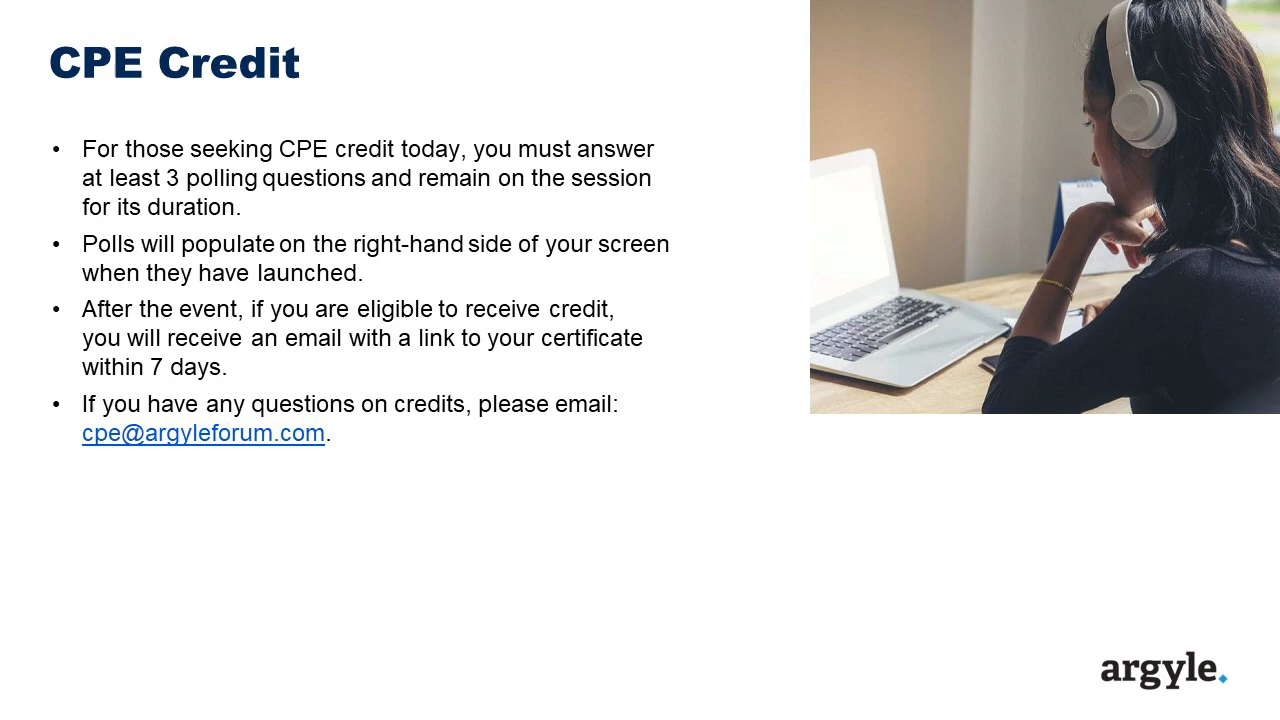 CPE Credit
• For those seeking CPE credit today, you must answer
at least 3 polling questions and remain on the session
for its duration.
• Polls will populate on the right-hand side of your screen
when they have launched.
• After the event, if you are eligible to receive credit,
you will receive an email with a link to your certificate
within 7 days.
• If you have any questions on credits, please email:
cpe@argyleforum.com.
argyle.